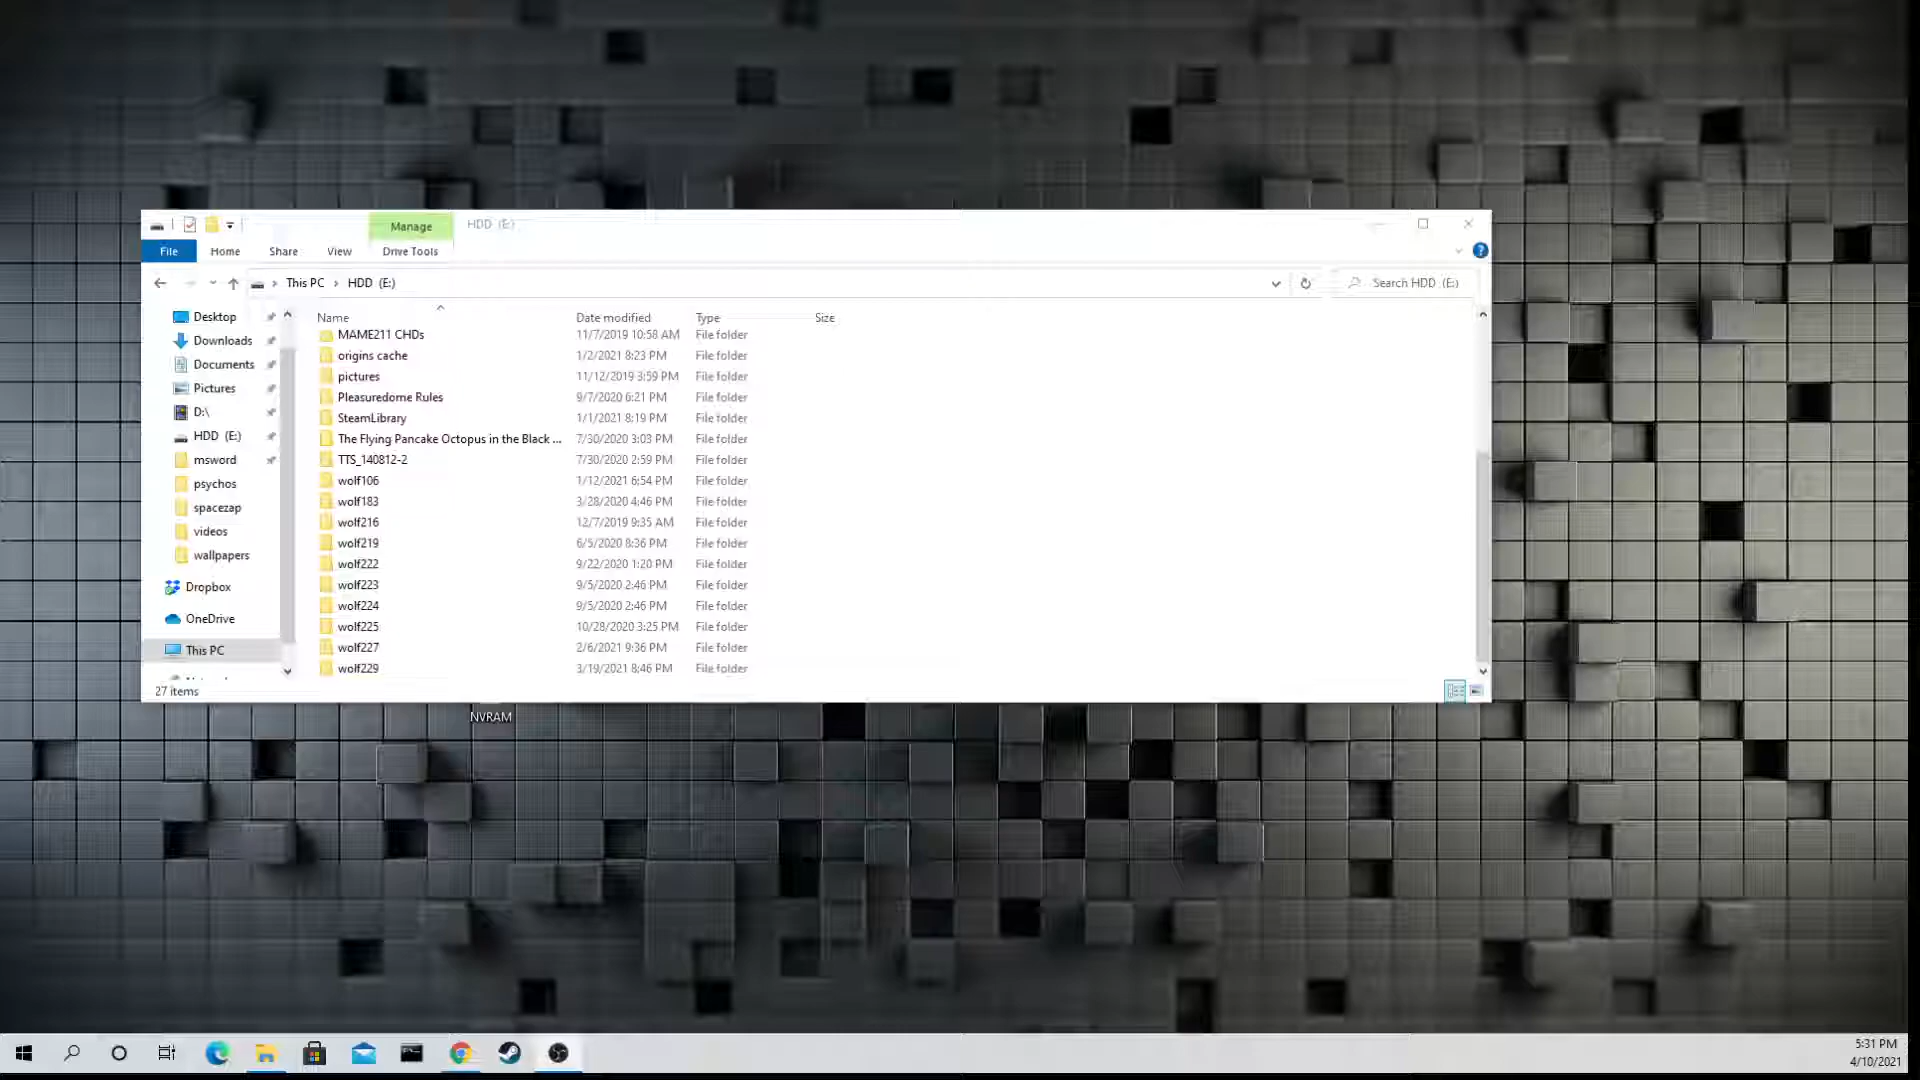 Manage
HDD (E:)
File
Home
Share
View
Drive Tools
This PC
HDD (E:)
Search HDD (E:)
Desktop
Downloads
Documents
Pictures
D:\
HDD (E:)
msword
psychos
spacezap
videos
wallpapers
Dropbox
OneDrive
This PC
Name Date modified Type Size
MAME211 CHDs 11/7/2019 10:58 AM File folder
origins cache 1/2/2021 8:23 PM File folder
pictures 11/12/2019 3:59 PM File folder
Pleasuredome Rules 9/7/2020 6:21 PM File folder
SteamLibrary 1/1/2021 8:19 PM File folder
The Flying Pancake Octopus in the Black ... 7/30/2020 3:03 PM File folder
TTS_140812-2 7/30/2020 2:59 PM File folder
wolf106 1/12/2021 6:54 PM File folder
wolf183 3/28/2020 4:46 PM File folder
wolf216 12/7/2019 9:35 AM File folder
wolf219 6/5/2020 8:36 PM File folder
wolf222 9/22/2020 1:20 PM File folder
wolf223 9/5/2020 2:46 PM File folder
wolf224 9/5/2020 2:46 PM File folder
wolf225 10/28/2020 3:25 PM File folder
wolf227 2/6/2021 9:36 PM File folder
wolf229 3/19/2021 8:46 PM File folder
27 items
NVRAM
5:31 PM
4/10/2021